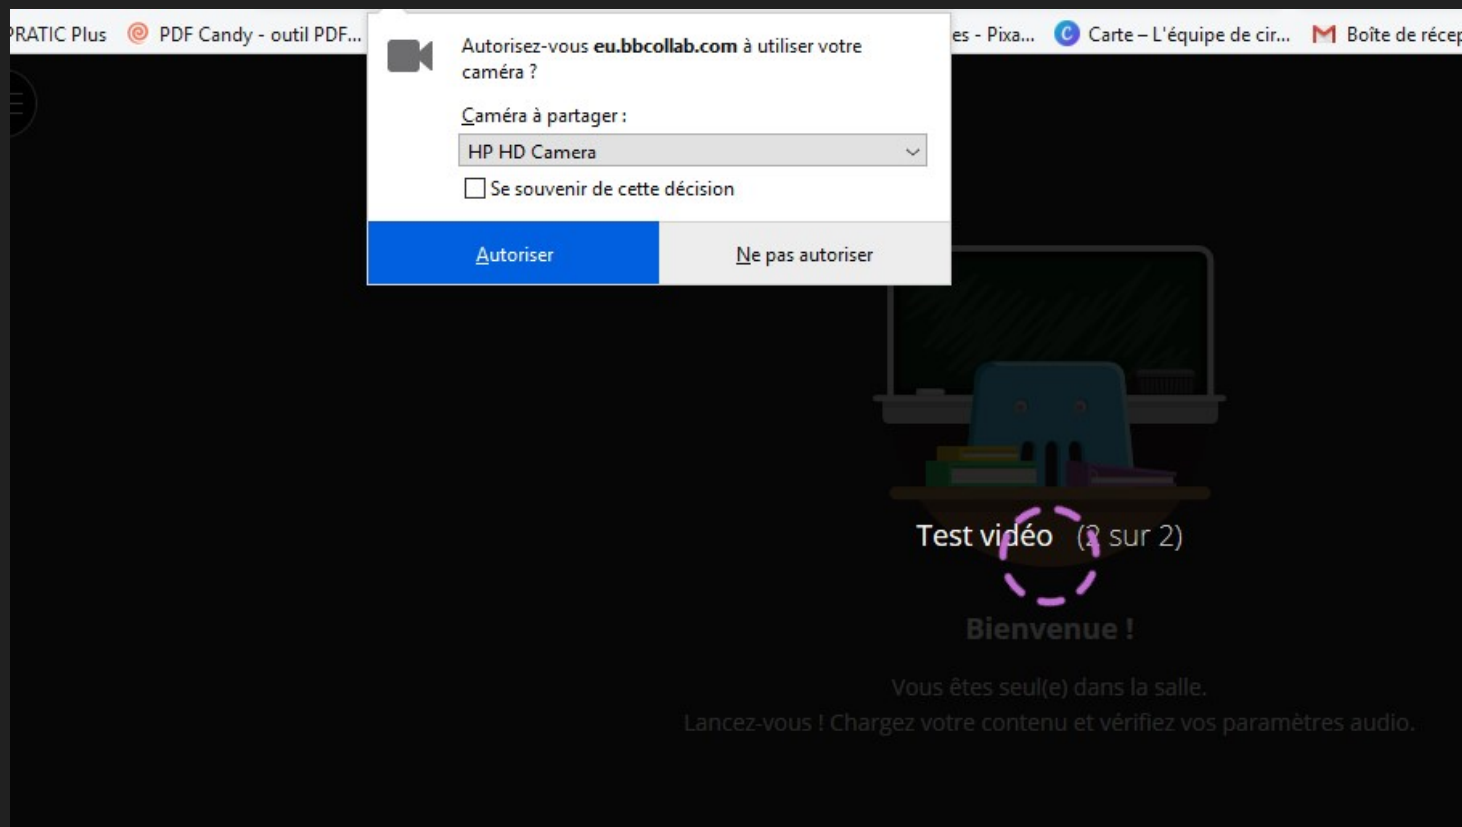 PRATIC Plus PDF Candy - outil PDF... es - Pixa... Carte – L'équipe de cir... Boîte de récep
Autorisez-vous eu.bbcollab.com à utiliser votre
caméra ?
Caméra à partager :
HP HD Camera
Se souvenir de cette décision
Autoriser Ne pas autoriser
Test vidéo (2 sur 2)
Bienvenue !
Vous êtes seul(e) dans la salle.
Lancez-vous ! Chargez votre contenu et vérifiez vos paramètres audio.